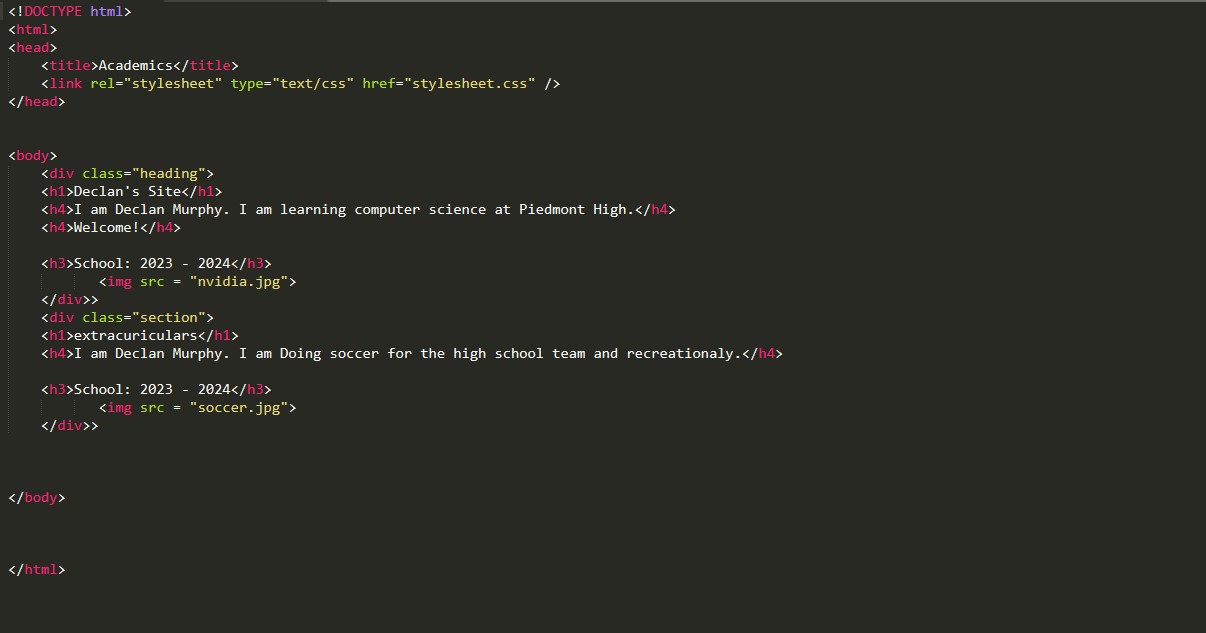 <!DOCTYPE html>
<html>
<head>
    <title>Academics</title>
    <link rel="stylesheet" type="text/css" href="stylesheet.css" />
</head>
<body>
    <div class="heading">
    <h1>Declan's Site</h1>
    <h4>I am Declan Murphy. I am learning computer science at Piedmont High.</h4>
    <h4>Welcome!</h4>
    <h3>School: 2023 - 2024</h3>
           <img src = "nvidia.jpg">
    </div>>
    <div class="section">
    <h1>extracuriculars</h1>
    <h4>I am Declan Murphy. I am Doing soccer for the high school team and recreationaly.</h4>
    <h3>School: 2023 - 2024</h3>
           <img src = "soccer.jpg">
    </div>>
</body>
</html>